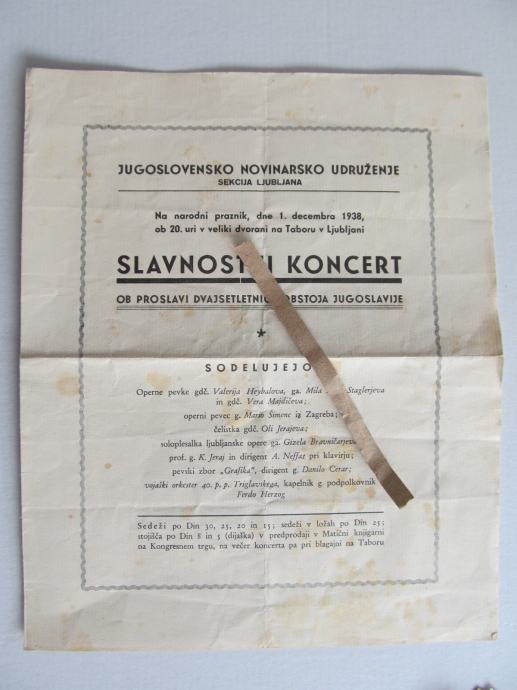 JUGOSLOVENSKO NOVINARSKO UDRUŽENJE
SEKCIJA LJUBLJANA
Na narodni praznik, dne 1. decembra 1938,
ob 20. uri v veliki dvorani na Taboru v Ljubljani
SLAVNOSTNI KONCERT
OB PROSLAVI DVAJSETLETNICE OBSTOJA JUGOSLAVIJE
*
SODELUJEJO
Operne pevke gdč. Valerija Heybalova, ga. Mila Staglerjeva
in gdč. Vera Majdičeva;
operni pevec g. Mario Šimenc iz Zagreba;
čelistka gdč. Oli Jerajeva;
soloplesalka ljubljanske opere ga. Gizela Bravničarjeva
prof. g. K. Jeraj in dirigent A. Neffat pri klavirju;
pevski zbor „Grafika", dirigent g. Danilo Cerar;
vojaški orkester 40. p. p. Triglavskega, kapelnik g. podpolkovnik
Ferdo Herzog
Sedeži po Din 30, 25, 20 in 15; sedeži v ložah po Din 25;
stojišča po Din 8 in 5 (dijaška) v predprodaji v Matični knjigarni
na Kongresnem trgu, na večer koncerta pa pri blagajni na Taboru